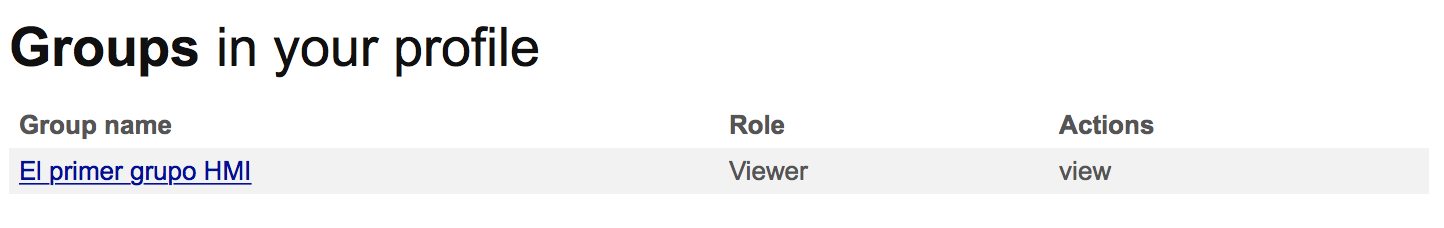 Groups in your profile
Group name Role Actions
El primer grupo HMI Viewer view